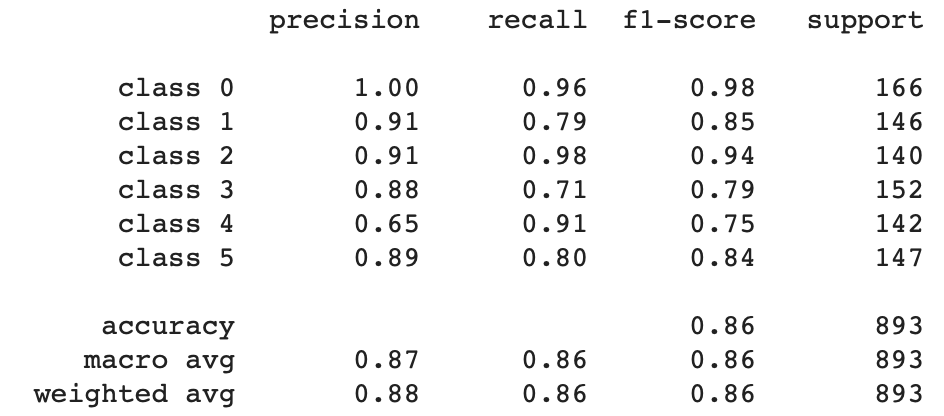 precision recall f1-score support
class 0 1.00 0.96 0.98 166
class 1 0.91 0.79 0.85 146
class 2 0.91 0.98 0.94 140
class 3 0.88 0.71 0.79 152
class 4 0.65 0.91 0.75 142
class 5 0.89 0.80 0.84 147
accuracy 0.86 893
macro avg 0.87 0.86 0.86 893
weighted avg 0.88 0.86 0.86 893